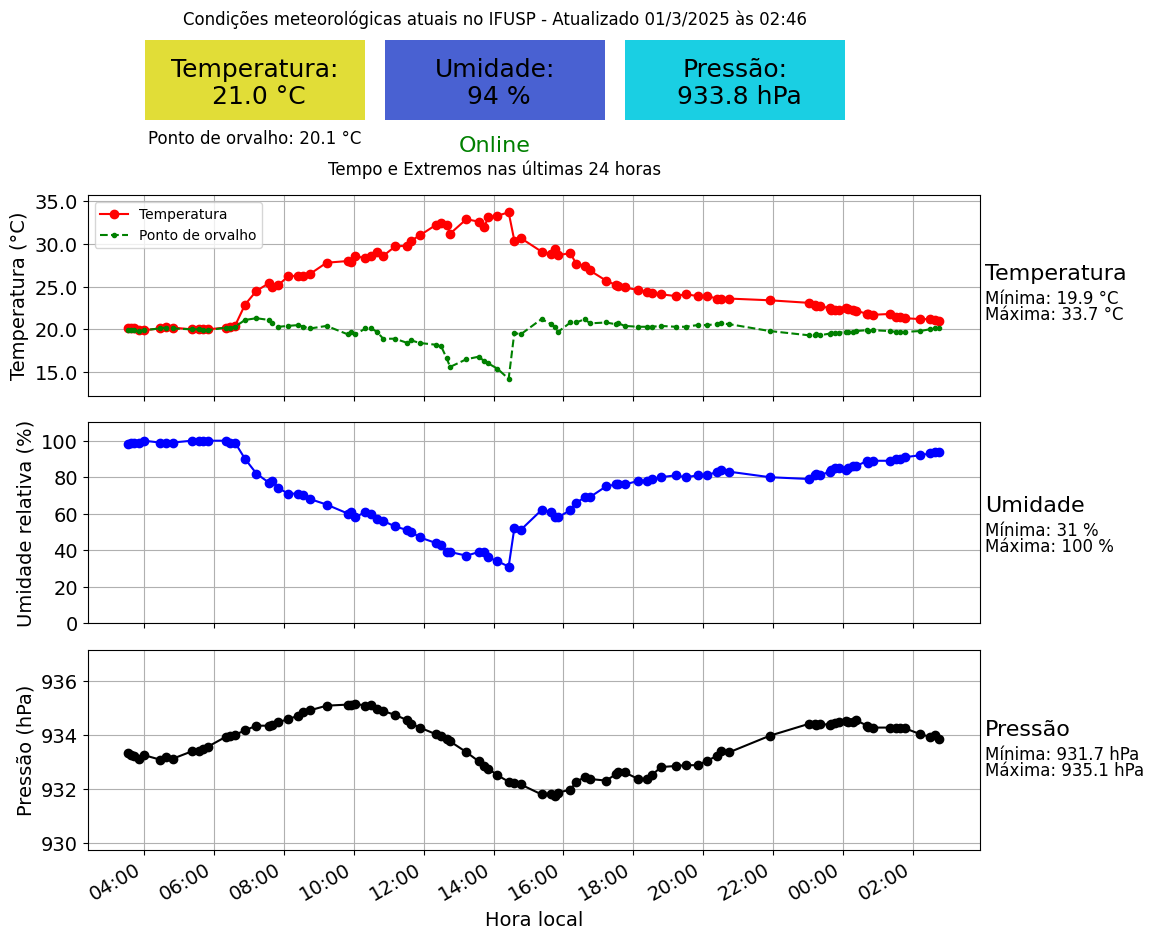 Condições meteorológicas atuais no IFUSP - Atualizado 01/3/2025 às 02:46
Temperatura:
21.0 °C
Umidade:
94 %
Pressão:
933.8 hPa
Ponto de orvalho: 20.1 °C
Online
Tempo e Extremos nas últimas 24 horas
Temperatura (°C)
35.0
30.0
25.0
20.0
15.0
Temperatura
Ponto de orvalho
Temperatura
Mínima: 19.9 °C
Máxima: 33.7 °C
Umidade relativa (%)
100
80
60
40
20
0
Umidade
Mínima: 31 %
Máxima: 100 %
Pressão (hPa)
936
934
932
930
Pressão
Mínima: 931.7 hPa
Máxima: 935.1 hPa
04:00
06:00
08:00
10:00
12:00
14:00
16:00
18:00
20:00
22:00
00:00
02:00
Hora local